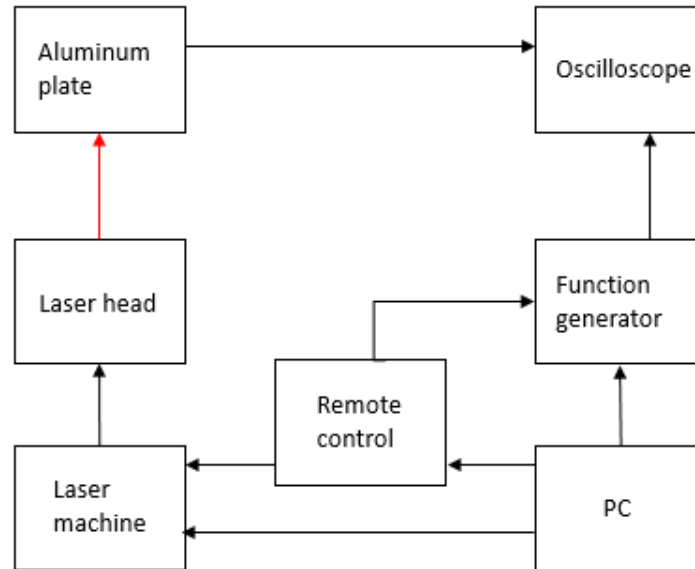 Aluminum
plate
Oscilloscope
Laser head
Function
generator
Remote
control
Laser
machine
PC